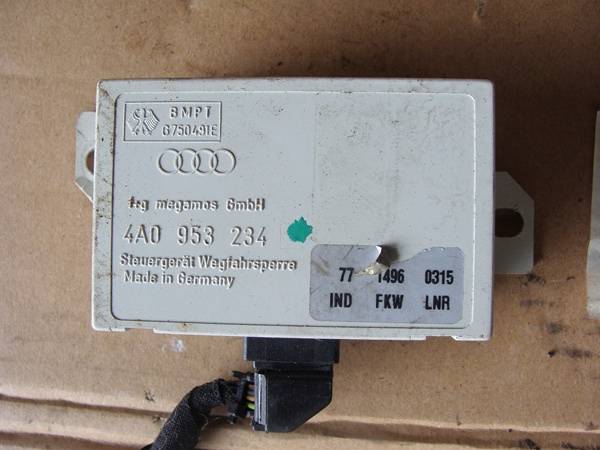 BMPT
G750491E
t+g megamos GmbH
4A0 953 234
Steuergerät Wegfahrsperre
Made in Germany
77 1496 0315
IND FKW LNR